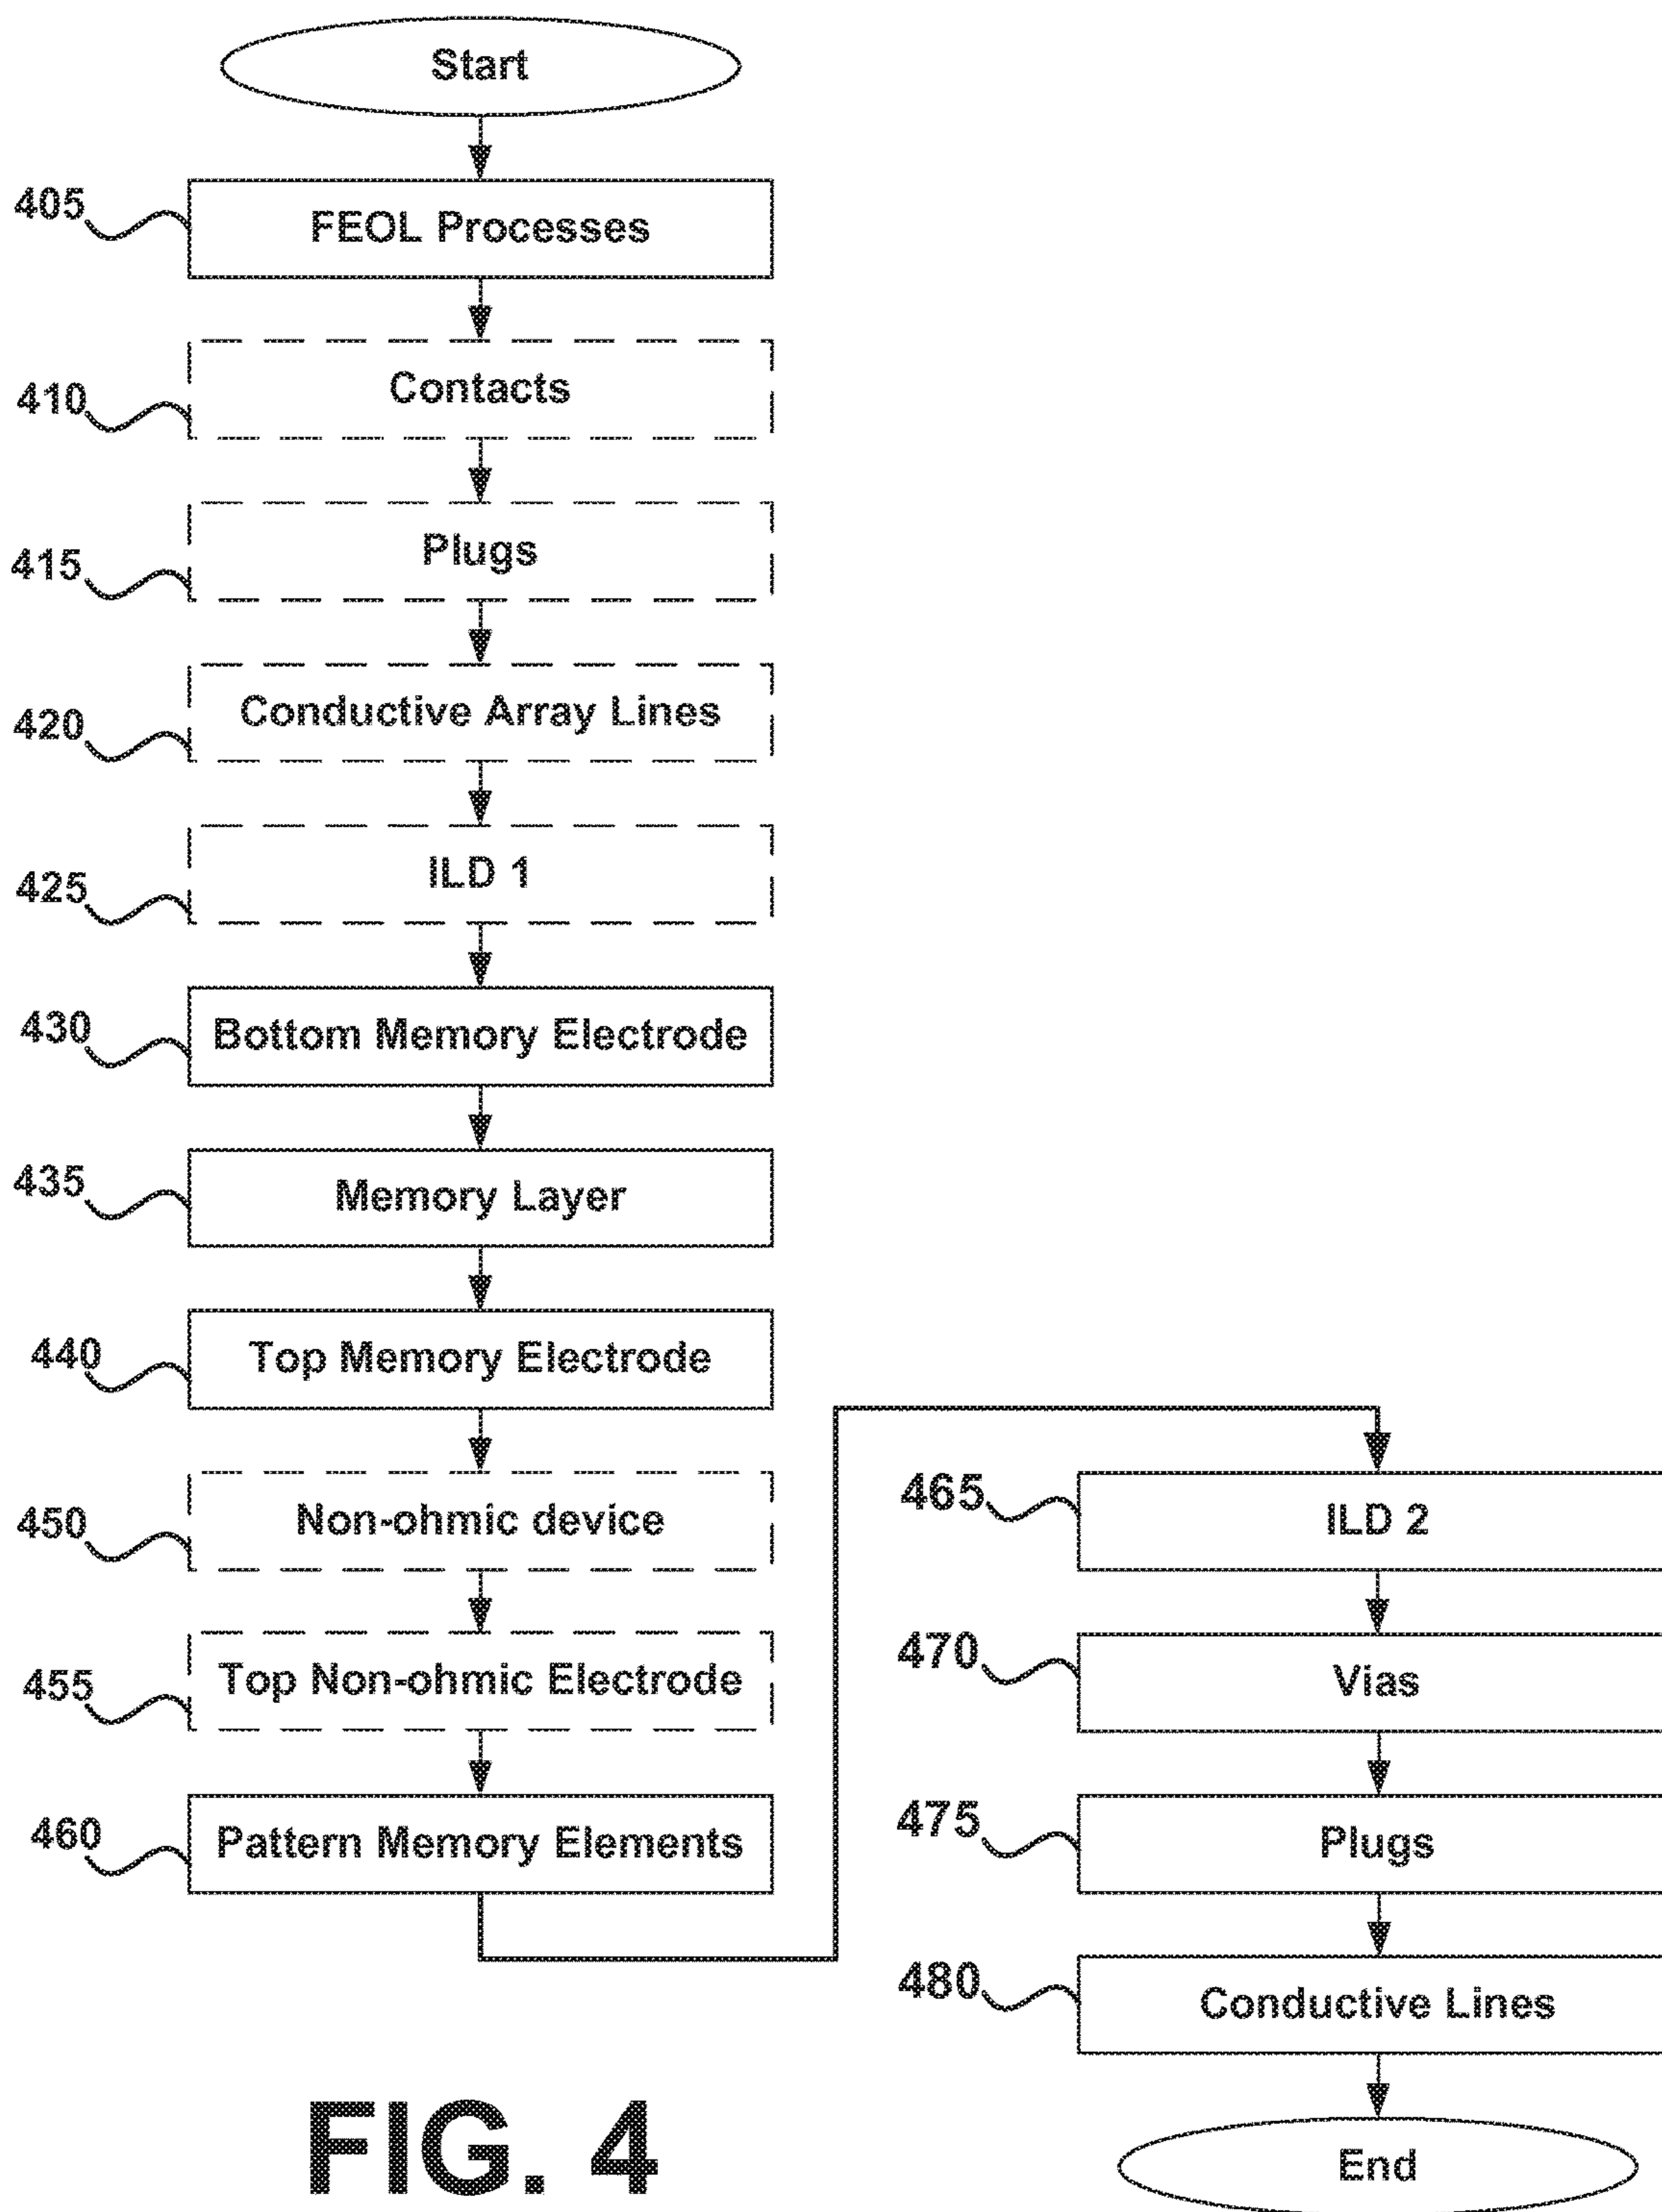 Start
405
FEOL Processes
410
Contacts
415
Plugs
420
Conductive Array Lines
425
ILD 1
430
Bottom Memory Electrode
435
Memory Layer
440
Top Memory Electrode
450
Non-ohmic device
455
Top Non-ohmic Electrode
460
Pattern Memory Elements
465
ILD 2
470
Vias
475
Plugs
480
Conductive Lines
End
FIG. 4